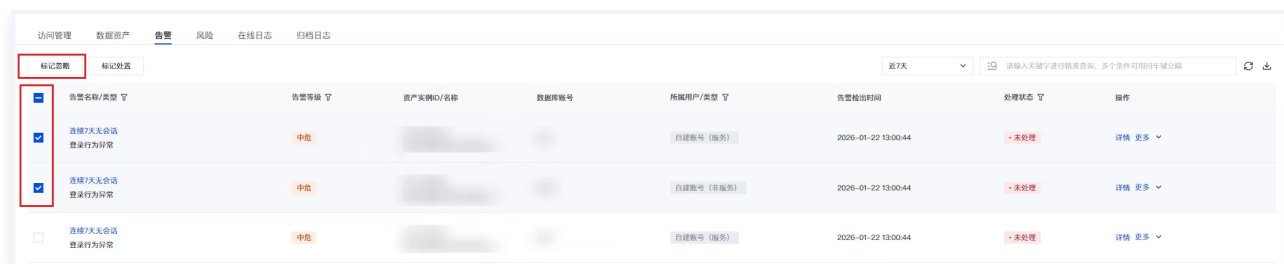 访问管理 数据资产 告警 风险 在线日志 归档日志
标记忽略 标记处置 近7天 请输入关键字进行精准查询，多个条件可用回车键分隔
告警名称/类型 告警等级 资产实例ID/名称 数据库账号 所属用户/类型 告警检出时间 处理状态 操作
连续7天无会话
登录行为异常
中危 自建账号（服务） 2026-01-22 13:00:44 未处理 详情 更多
连续7天无会话
登录行为异常
中危 自建账号（非服务） 2026-01-22 13:00:44 未处理 详情 更多
连续7天无会话
登录行为异常
中危 自建账号（服务） 2026-01-22 13:00:44 未处理 详情 更多